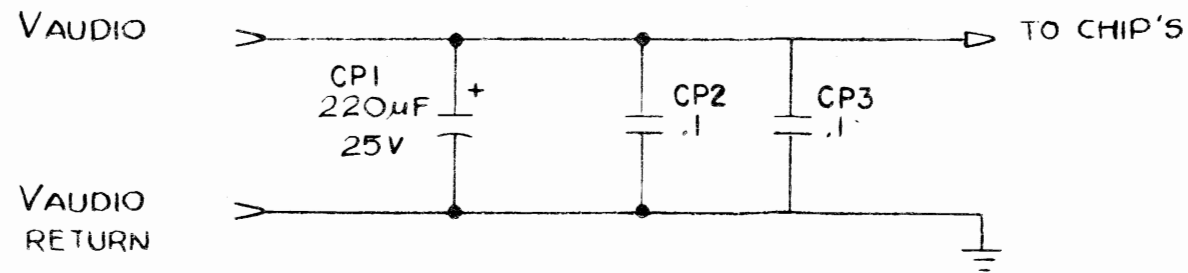 VAUDIO
TO CHIP'S
CP1
220µF
25V
+
CP2
.1
CP3
.1
VAUDIO
RETURN